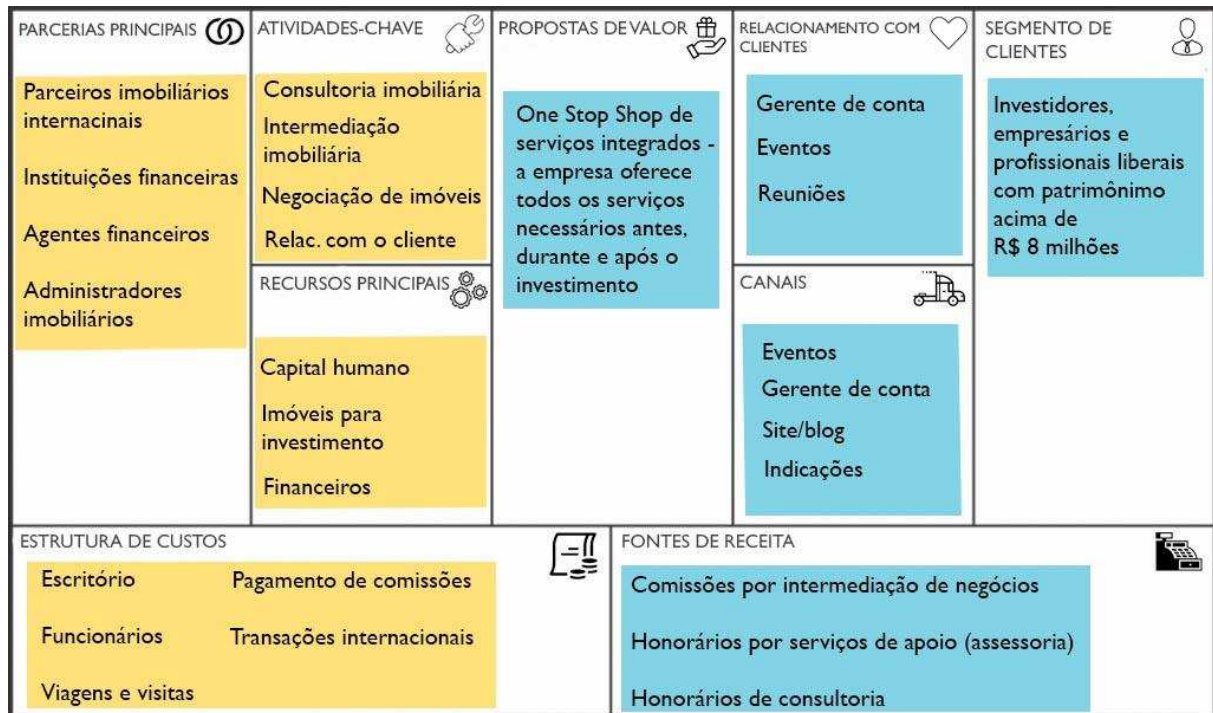 PARCERIAS PRINCIPAIS
Parceiros imobiliários
internacinais
Instituições financeiras
Agentes financeiros
Administradores
imobiliários
ATIVIDADES-CHAVE
Consultoria imobiliária
Intermediação
imobiliária
Negociação de imóveis
Relac. com o cliente
RECURSOS PRINCIPAIS
Capital humano
Imóveis para
investimento
Financeiros
PROPOSTAS DE VALOR
One Stop Shop de
serviços integrados -
a empresa oferece
todos os serviços
necessários antes,
durante e após o
investimento
RELACIONAMENTO COM
CLIENTES
Gerente de conta
Eventos
Reuniões
CANAIS
Eventos
Gerente de conta
Site/blog
Indicações
SEGMENTO DE
CLIENTES
Investidores,
empresários e
profissionais liberais
com patrimônimo
acima de
R$ 8 milhões
ESTRUTURA DE CUSTOS
Escritório
Pagamento de comissões
Funcionários
Transações internacionais
Viagens e visitas
FONTES DE RECEITA
Comissões por intermediação de negócios
Honorários por serviços de apoio (assessoria)
Honorários de consultoria